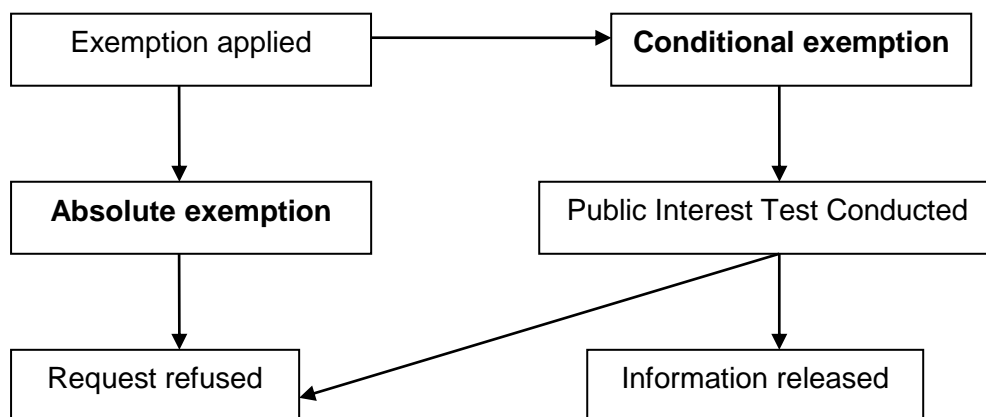 Exemption applied
Conditional exemption
Absolute exemption
Public Interest Test Conducted
Request refused
Information released